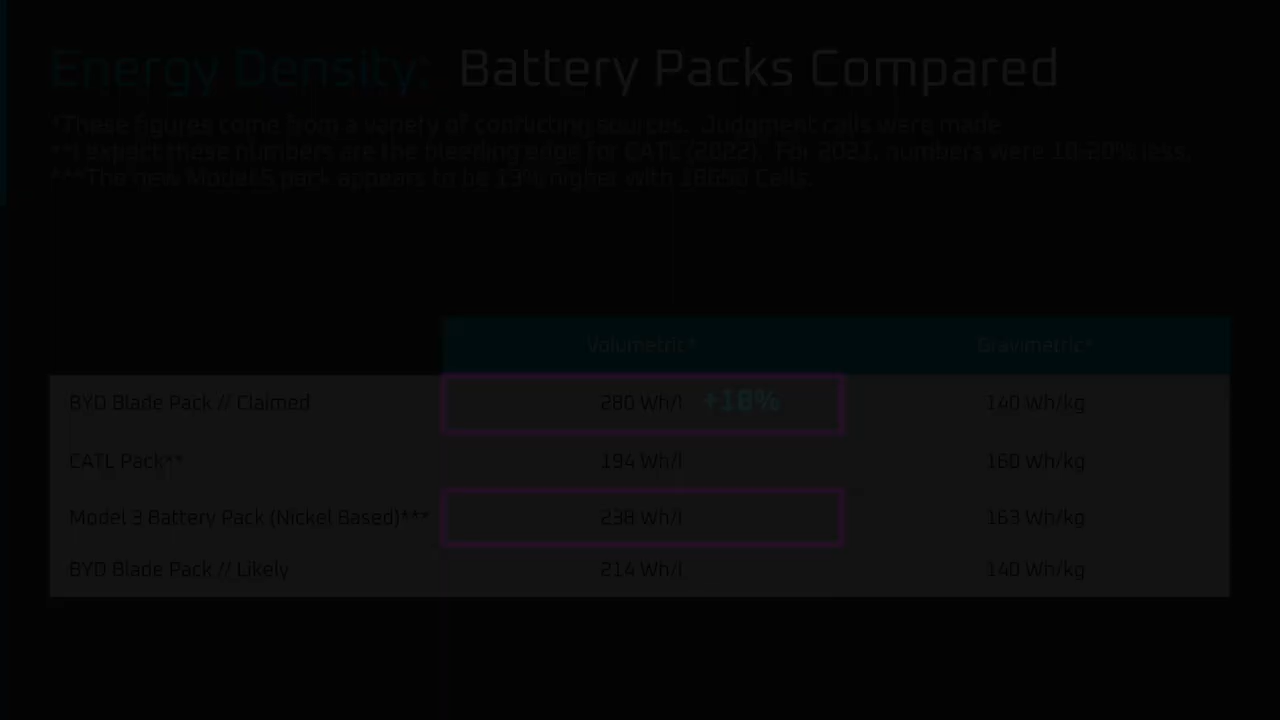 Energy Density: Battery Packs Compared
*These figures come from a variety of conflicting sources. Judgment calls were made
**I expect these numbers are the bleeding edge for CATL (2022). For 2021, numbers were 10-20% less.
***The new Model S pack appears to be 13% higher with 18650 Cells.
Volumetric* Gravimetric*
BYD Blade Pack // Claimed 280 Wh/l +18% 140 Wh/kg
CATL Pack** 194 Wh/l 160 Wh/kg
Model 3 Battery Pack (Nickel Based)*** 238 Wh/l 163 Wh/kg
BYD Blade Pack // Likely 214 Wh/l 140 Wh/kg